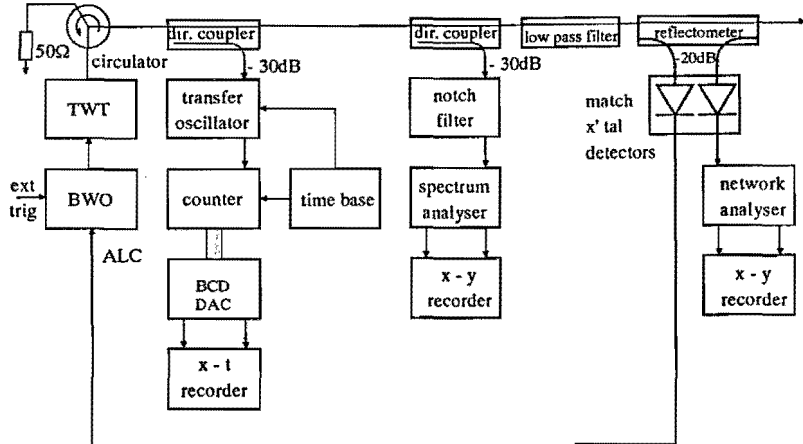 50Ω
circulator
dir. coupler
- 30dB
dir. coupler
- 30dB
low pass filter
reflectometer
-20dB
TWT
transfer
oscillator
notch
filter
match
x' tal
detectors
ext
trig
BWO
counter
time base
spectrum
analyser
network
analyser
ALC
BCD
DAC
x - y
recorder
x - y
recorder
x - t
recorder